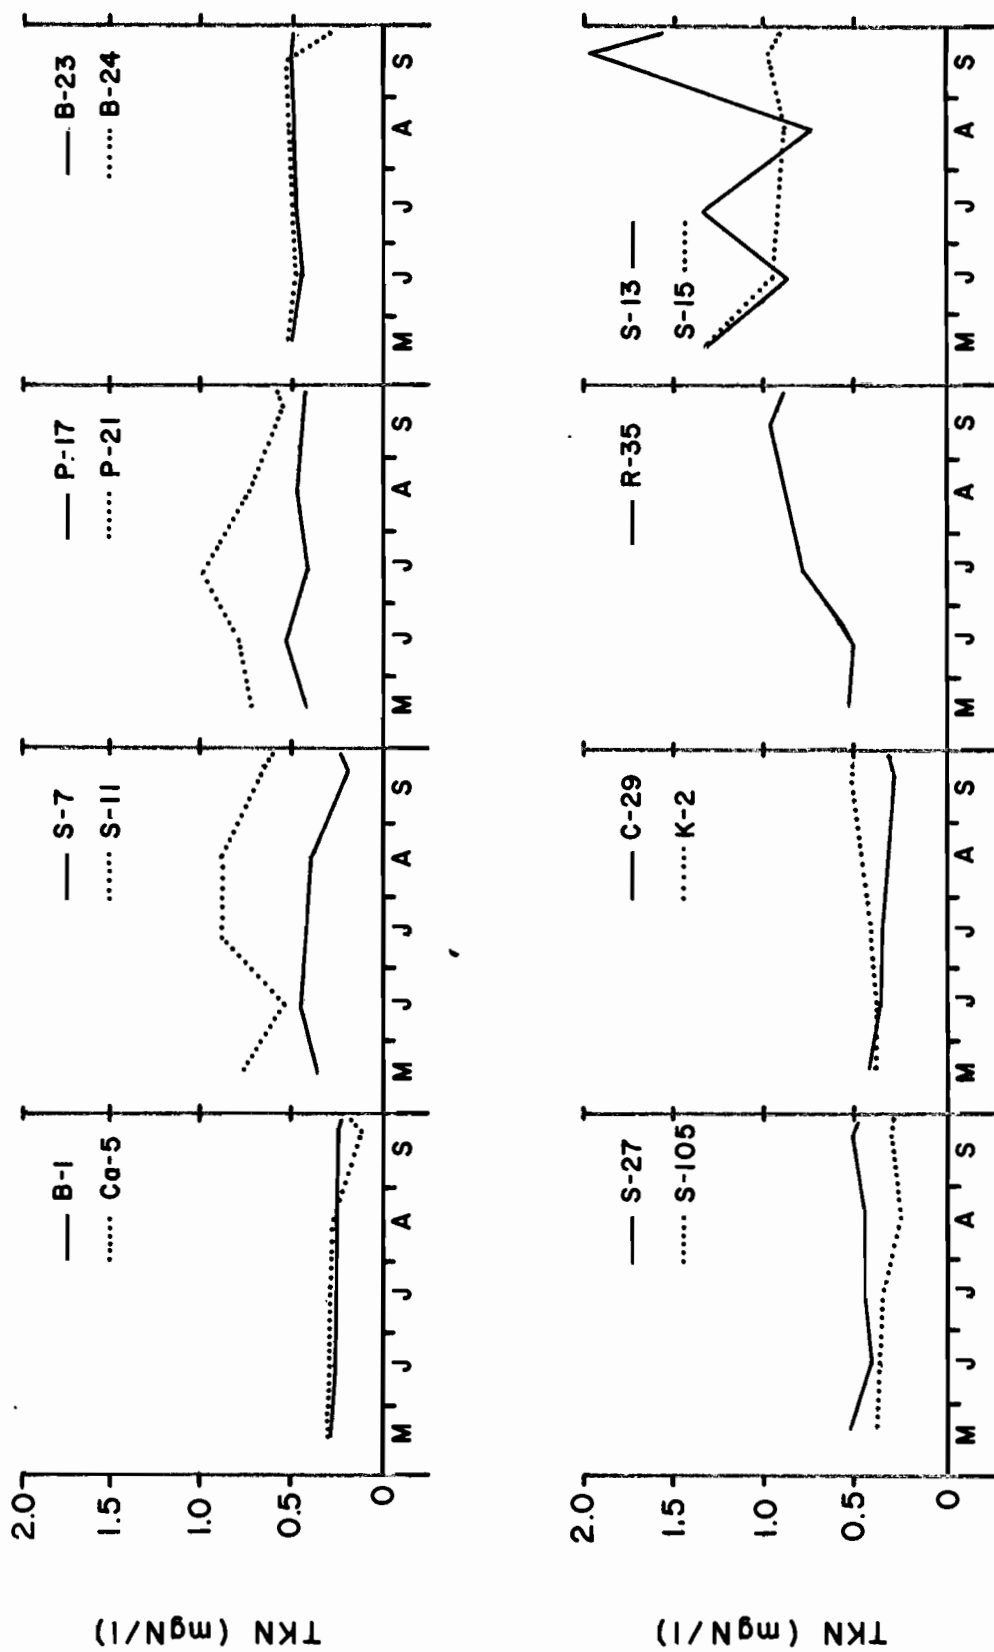 TKN (mgN/l)
2.0
1.5
1.0
0.5
0
B-1
Ca-5
M J J A S
S-7
S-11
M J J A S
P-17
P-21
M J J A S
B-23
B-24
M J J A S
TKN (mgN/l)
2.0
1.5
1.0
0.5
0
S-27
S-105
M J J A S
C-29
K-2
M J J A S
R-35
M J J A S
S-13
S-15
M J J A S